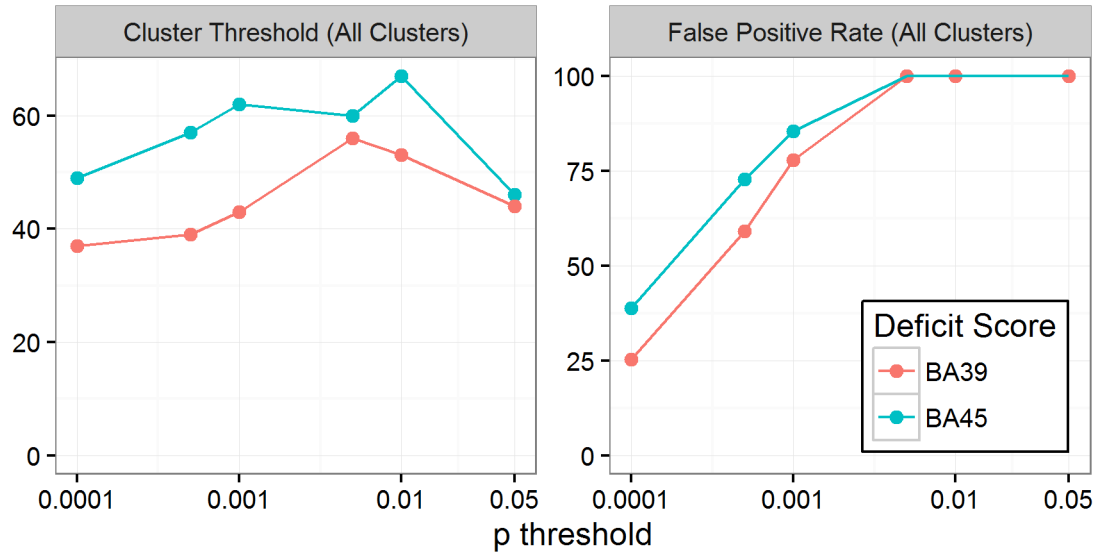 Cluster Threshold (All Clusters)
False Positive Rate (All Clusters)
60
40
20
0
100
75
50
25
0
Deficit Score
BA39
BA45
0.0001 0.001 0.01 0.05
0.0001 0.001 0.01 0.05
p threshold